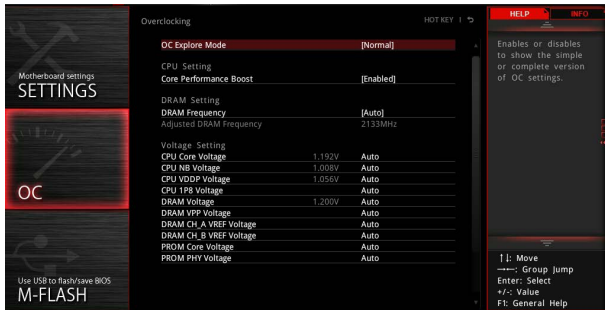 Overclocking
HOT KEY |
HELP
INFO
Motherboard settings
SETTINGS
OC
Use USB to flash/save BIOS
M-FLASH
OC Explore Mode [Normal]
CPU Setting
Core Performance Boost [Enabled]
DRAM Setting
DRAM Frequency [Auto]
Adjusted DRAM Frequency 2133MHz
Voltage Setting
CPU Core Voltage 1.192V Auto
CPU NB Voltage 1.008V Auto
CPU VDDP Voltage 1.056V Auto
CPU 1P8 Voltage Auto
DRAM Voltage 1.200V Auto
DRAM VPP Voltage Auto
DRAM CH_A VREF Voltage Auto
DRAM CH_B VREF Voltage Auto
PROM Core Voltage Auto
PROM PHY Voltage Auto
Enables or disables
to show the simple
or complete version
of OC settings.
↑↓: Move
→←: Group Jump
Enter: Select
+/-: Value
F1: General Help